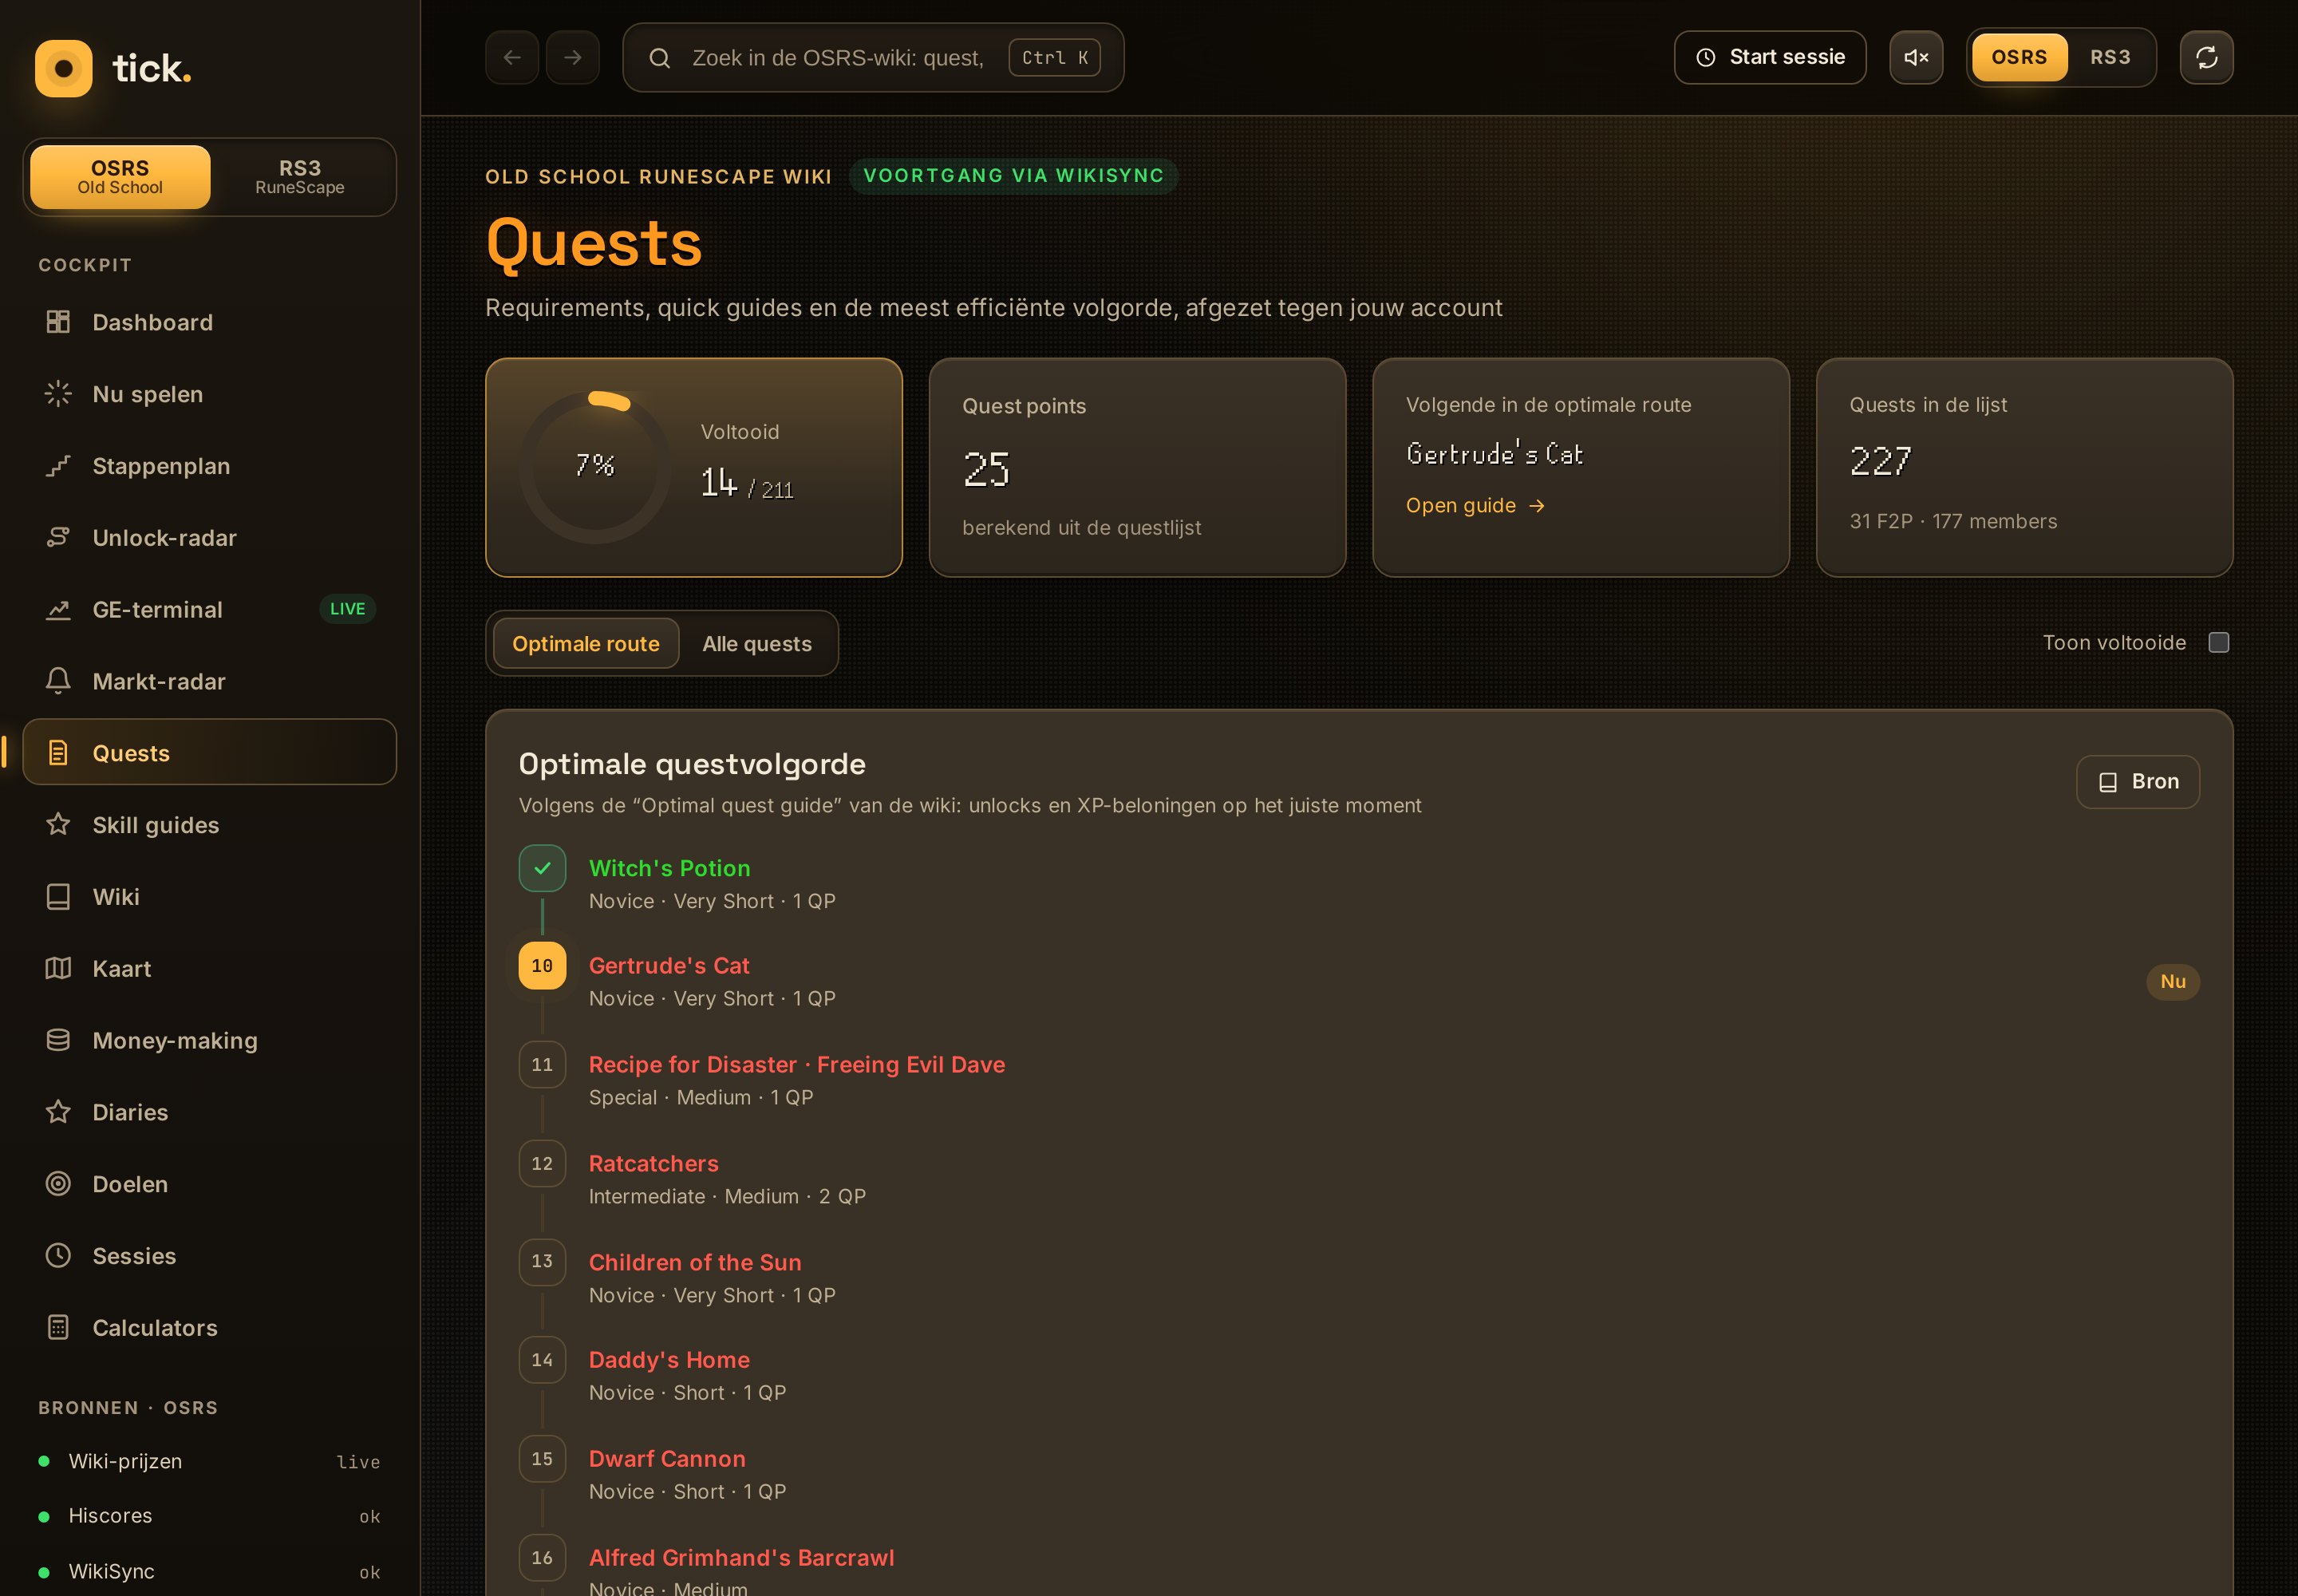 tick.
OSRS
Old School
RS3
RuneScape
COCKPIT
Dashboard
Nu spelen
Stappenplan
Unlock-radar
GE-terminal
LIVE
Markt-radar
Quests
Skill guides
Wiki
Kaart
Money-making
Diaries
Doelen
Sessies
Calculators
BRONNEN · OSRS
Wiki-prijzen live
Hiscores ok
WikiSync ok
Zoek in de OSRS-wiki: quest,
Ctrl K
Start sessie
OSRS RS3
OLD SCHOOL RUNESCAPE WIKI
VOORTGANG VIA WIKISYNC
Quests
Requirements, quick guides en de meest efficiënte volgorde, afgezet tegen jouw account
7%
Voltooid
14 / 211
Quest points
25
berekend uit de questlijst
Volgende in de optimale route
Gertrude's Cat
Open guide →
Quests in de lijst
227
31 F2P · 177 members
Optimale route
Alle quests
Toon voltooide
Optimale questvolgorde
Volgens de “Optimal quest guide” van de wiki: unlocks en XP-beloningen op het juiste moment
Bron
Witch's Potion
Novice · Very Short · 1 QP
10
Gertrude's Cat
Novice · Very Short · 1 QP
Nu
11
Recipe for Disaster · Freeing Evil Dave
Special · Medium · 1 QP
12
Ratcatchers
Intermediate · Medium · 2 QP
13
Children of the Sun
Novice · Very Short · 1 QP
14
Daddy's Home
Novice · Short · 1 QP
15
Dwarf Cannon
Novice · Short · 1 QP
16
Alfred Grimhand's Barcrawl
Novice · Medium